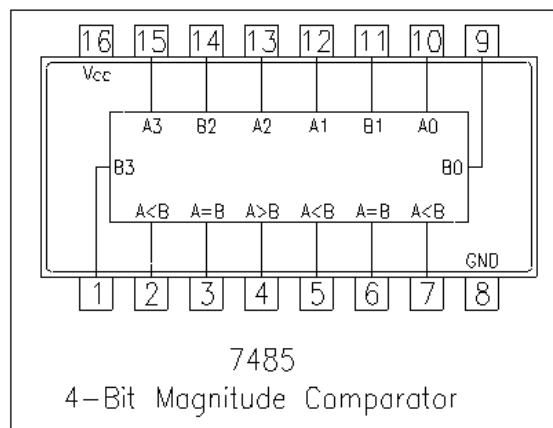 16 15 14 13 12 11 10 9
Vcc
A3 B2 A2 A1 B1 A0
B3 B0
A<B A=B A>B A<B A=B A<B
GND
1 2 3 4 5 6 7 8
7485
4-Bit Magnitude Comparator